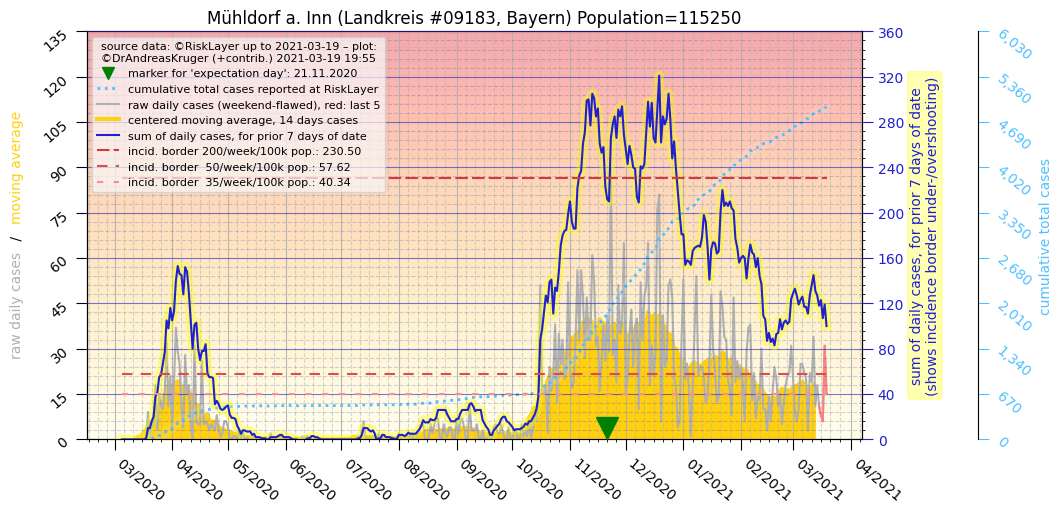 Mühldorf a. Inn (Landkreis #09183, Bayern) Population=115250
source data: ©RiskLayer up to 2021-03-19 – plot:
©DrAndreasKruger (+contrib.) 2021-03-19 19:55
marker for 'expectation day': 21.11.2020
cumulative total cases reported at RiskLayer
raw daily cases (weekend-flawed), red: last 5
centered moving average, 14 days cases
sum of daily cases, for prior 7 days of date
incid. border 200/week/100k pop.: 230.50
incid. border  50/week/100k pop.: 57.62
incid. border  35/week/100k pop.: 40.34
raw daily cases / moving average
135
120
105
90
75
60
45
30
15
0
360
320
280
240
200
160
120
80
40
0
sum of daily cases, for prior 7 days of date
(shows incidence border under-/overshooting)
6,030
5,360
4,690
4,020
3,350
2,680
2,010
1,340
670
0
cumulative total cases
03/2020
04/2020
05/2020
06/2020
07/2020
08/2020
09/2020
10/2020
11/2020
12/2020
01/2021
02/2021
03/2021
04/2021